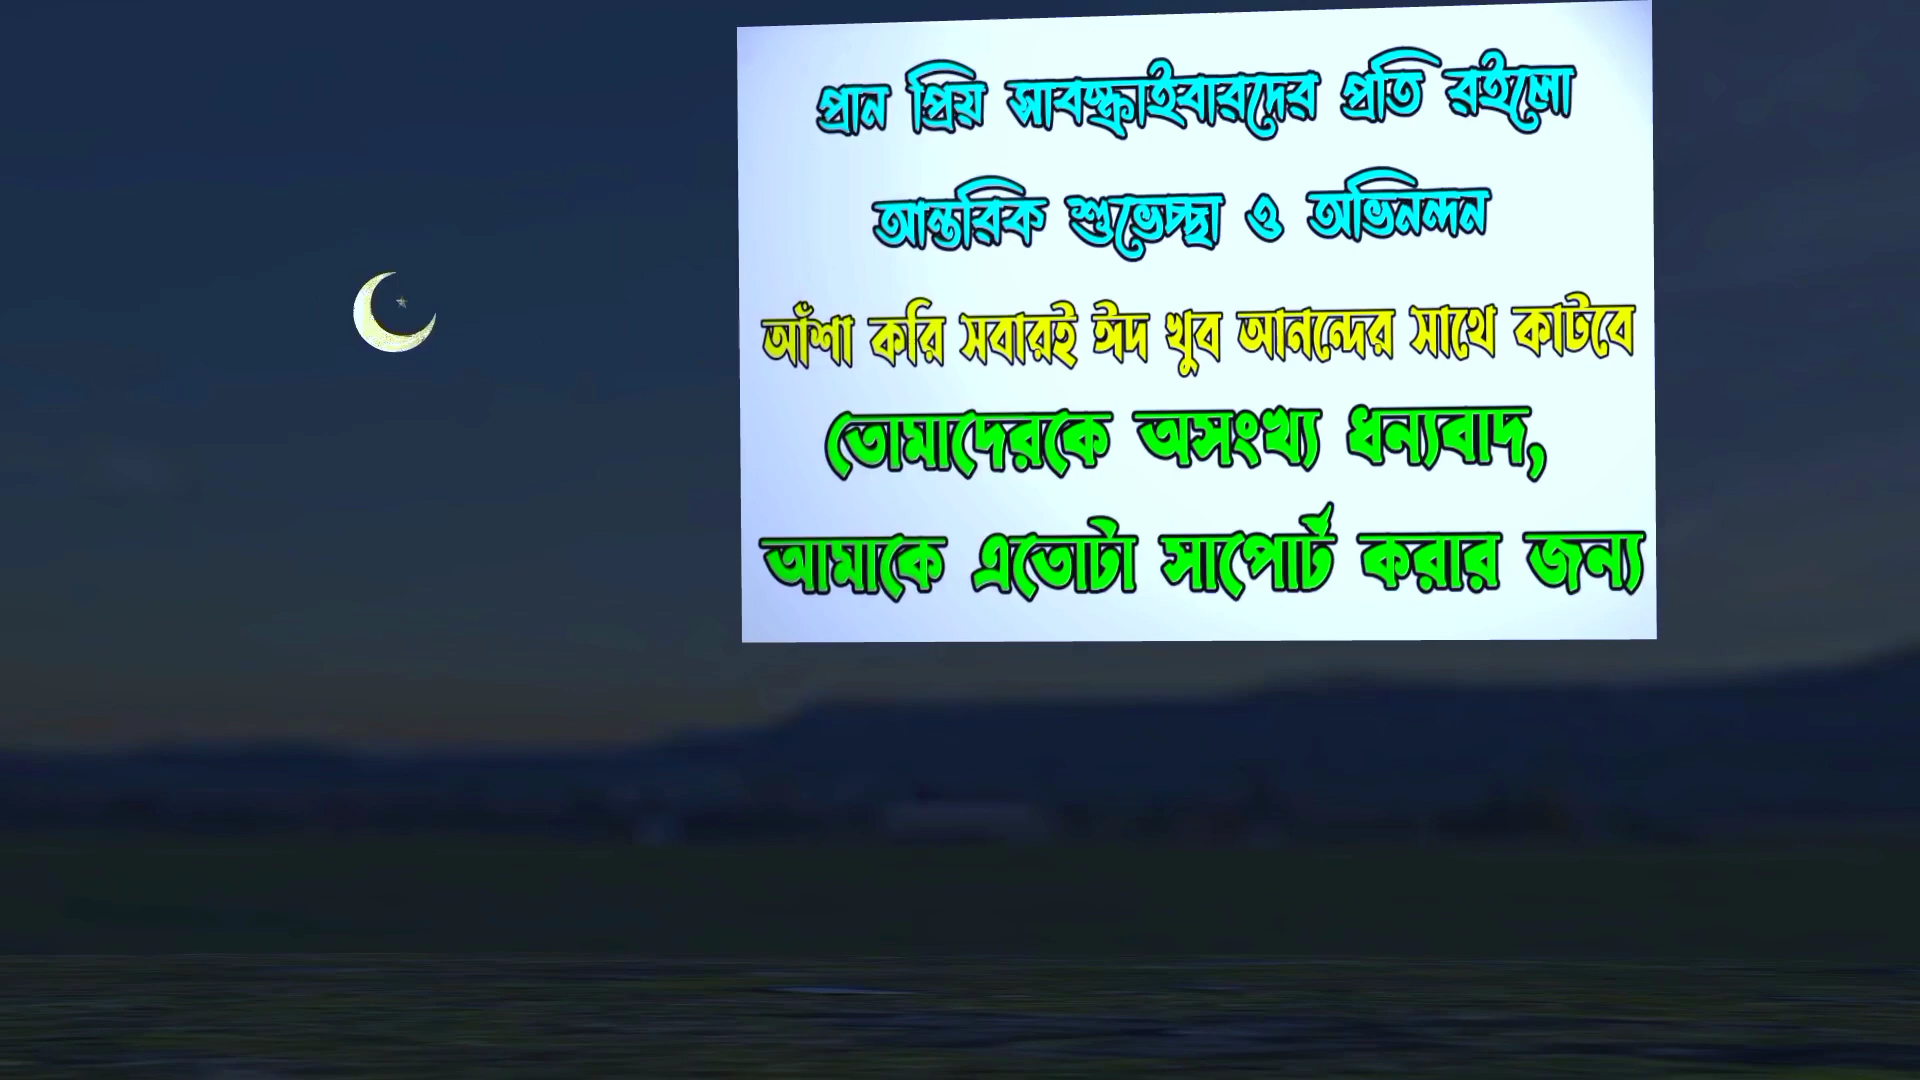 প্রান প্রিয় সাবস্ক্রাইবারদের প্রতি রইলো
আন্তরিক শুভেচ্ছা ও অভিনন্দন
আঁশা করি সবারই ঈদ খুব আনন্দের সাথে কাটবে
তোমাদেরকে অসংখ্য ধন্যবাদ,
আমাকে এতোটা সাপোর্ট করার জন্য